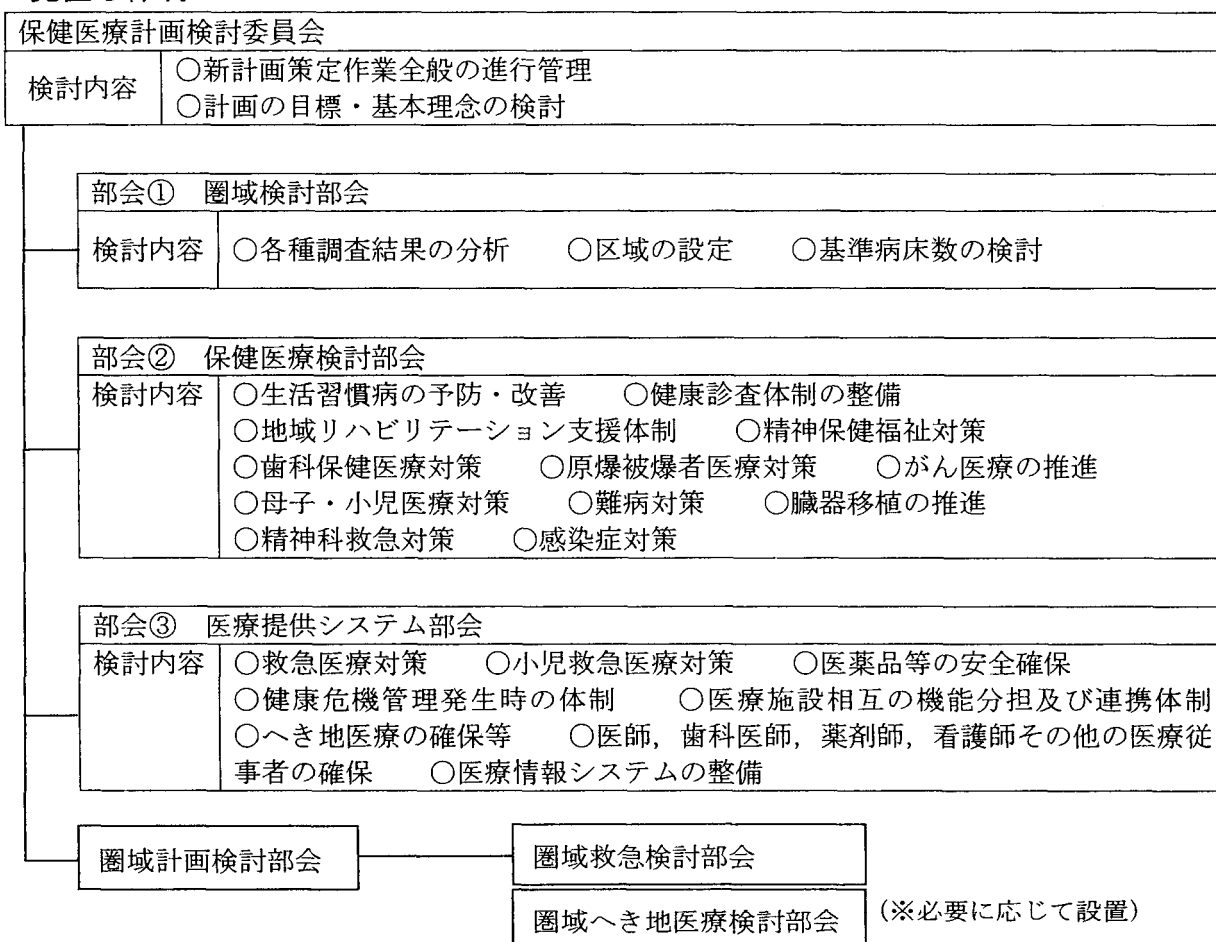 保健医療計画検討委員会
検討内容
○新計画策定作業全般の進行管理
○計画の目標・基本理念の検討
部会① 圏域検討部会
検討内容
○各種調査結果の分析 ○区域の設定 ○基準病床数の検討
部会② 保健医療検討部会
検討内容
○生活習慣病の予防・改善 ○健康診査体制の整備
○地域リハビリテーション支援体制 ○精神保健福祉対策
○歯科保健医療対策 ○原爆被爆者医療対策 ○がん医療の推進
○母子・小児医療対策 ○難病対策 ○臓器移植の推進
○精神科救急対策 ○感染症対策
部会③ 医療提供システム部会
検討内容
○救急医療対策 ○小児救急医療対策 ○医薬品等の安全確保
○健康危機管理発生時の体制 ○医療施設相互の機能分担及び連携体制
○へき地医療の確保等 ○医師，歯科医師，薬剤師，看護師その他の医療従
事者の確保 ○医療情報システムの整備
圏域計画検討部会
圏域救急検討部会
圏域へき地医療検討部会
(※必要に応じて設置)